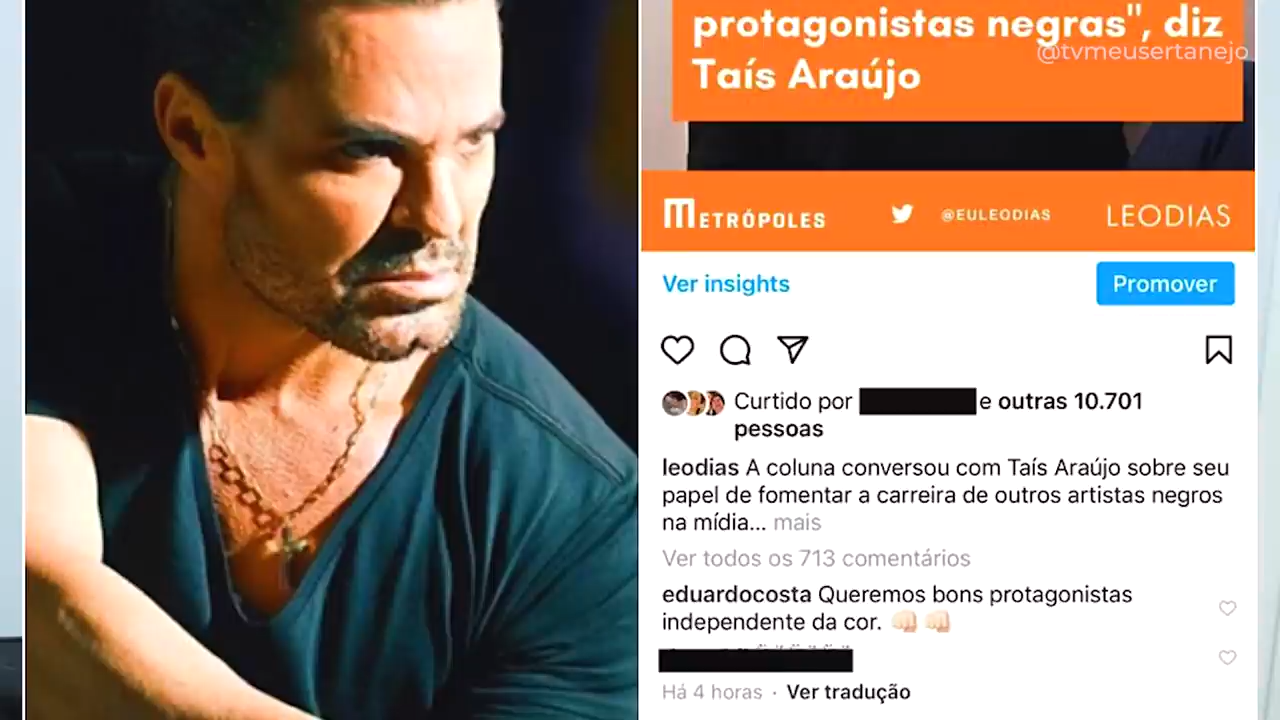 protagonistas negras", diz
@tvmeusertanejo
Taís Araújo
METRÓPOLES
@EULEODIAS
LEODIAS
Ver insights
Promover
Curtido por
e outras 10.701
pessoas
leodias A coluna conversou com Taís Araújo sobre seu
papel de fomentar a carreira de outros artistas negros
na mídia... mais
Ver todos os 713 comentários
eduardocosta Queremos bons protagonistas
independente da cor. 👊🏻👊🏻
Há 4 horas · Ver tradução